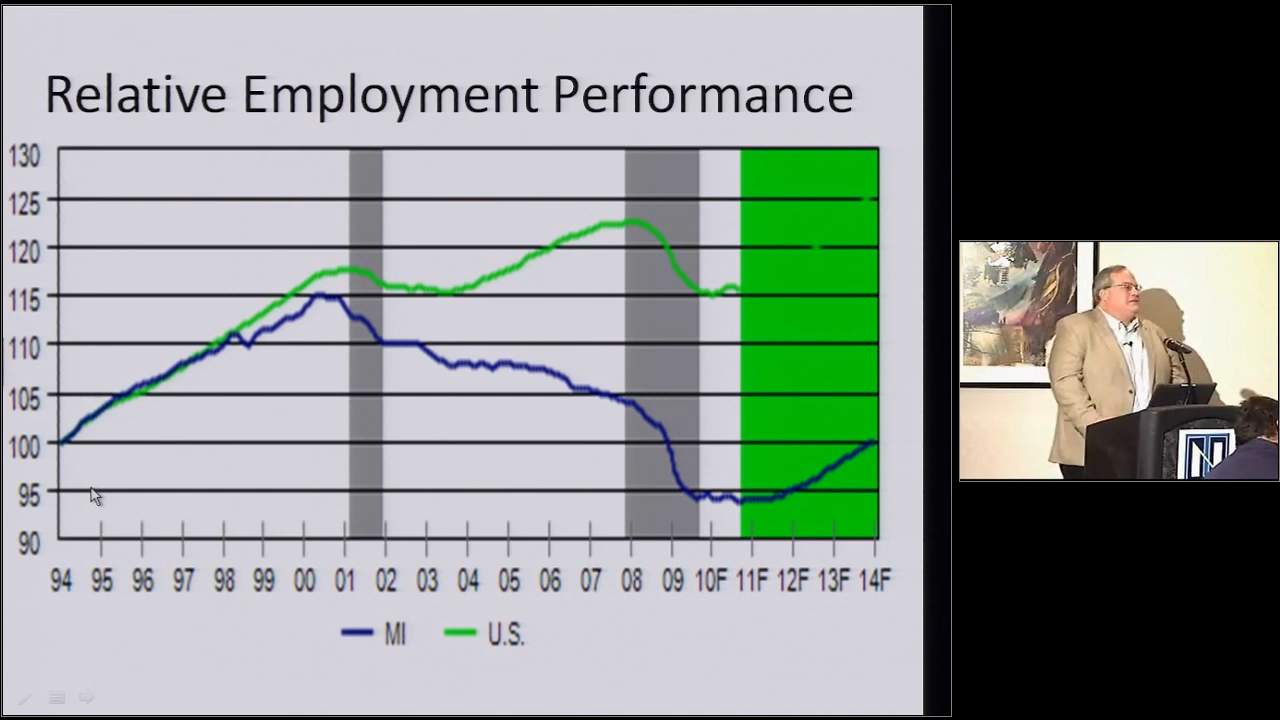 Relative Employment Performance
130
125
120
115
110
105
100
95
90
94 95 96 97 98 99 00 01 02 03 04 05 06 07 08 09 10F 11F 12F 13F 14F
MI U.S.
N